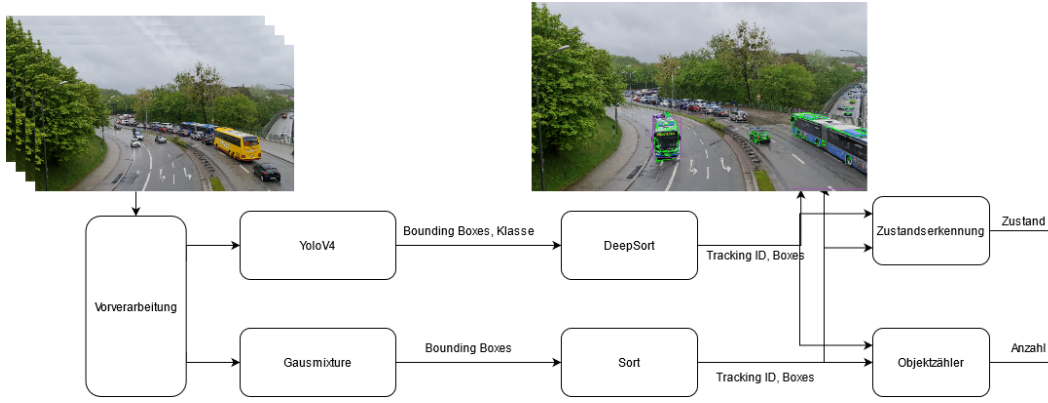 Vorverarbeitung
YoloV4
Bounding Boxes, Klasse
DeepSort
Tracking ID, Boxes
Zustandserkennung
Zustand
Gausmixture
Bounding Boxes
Sort
Tracking ID, Boxes
Objektzähler
Anzahl